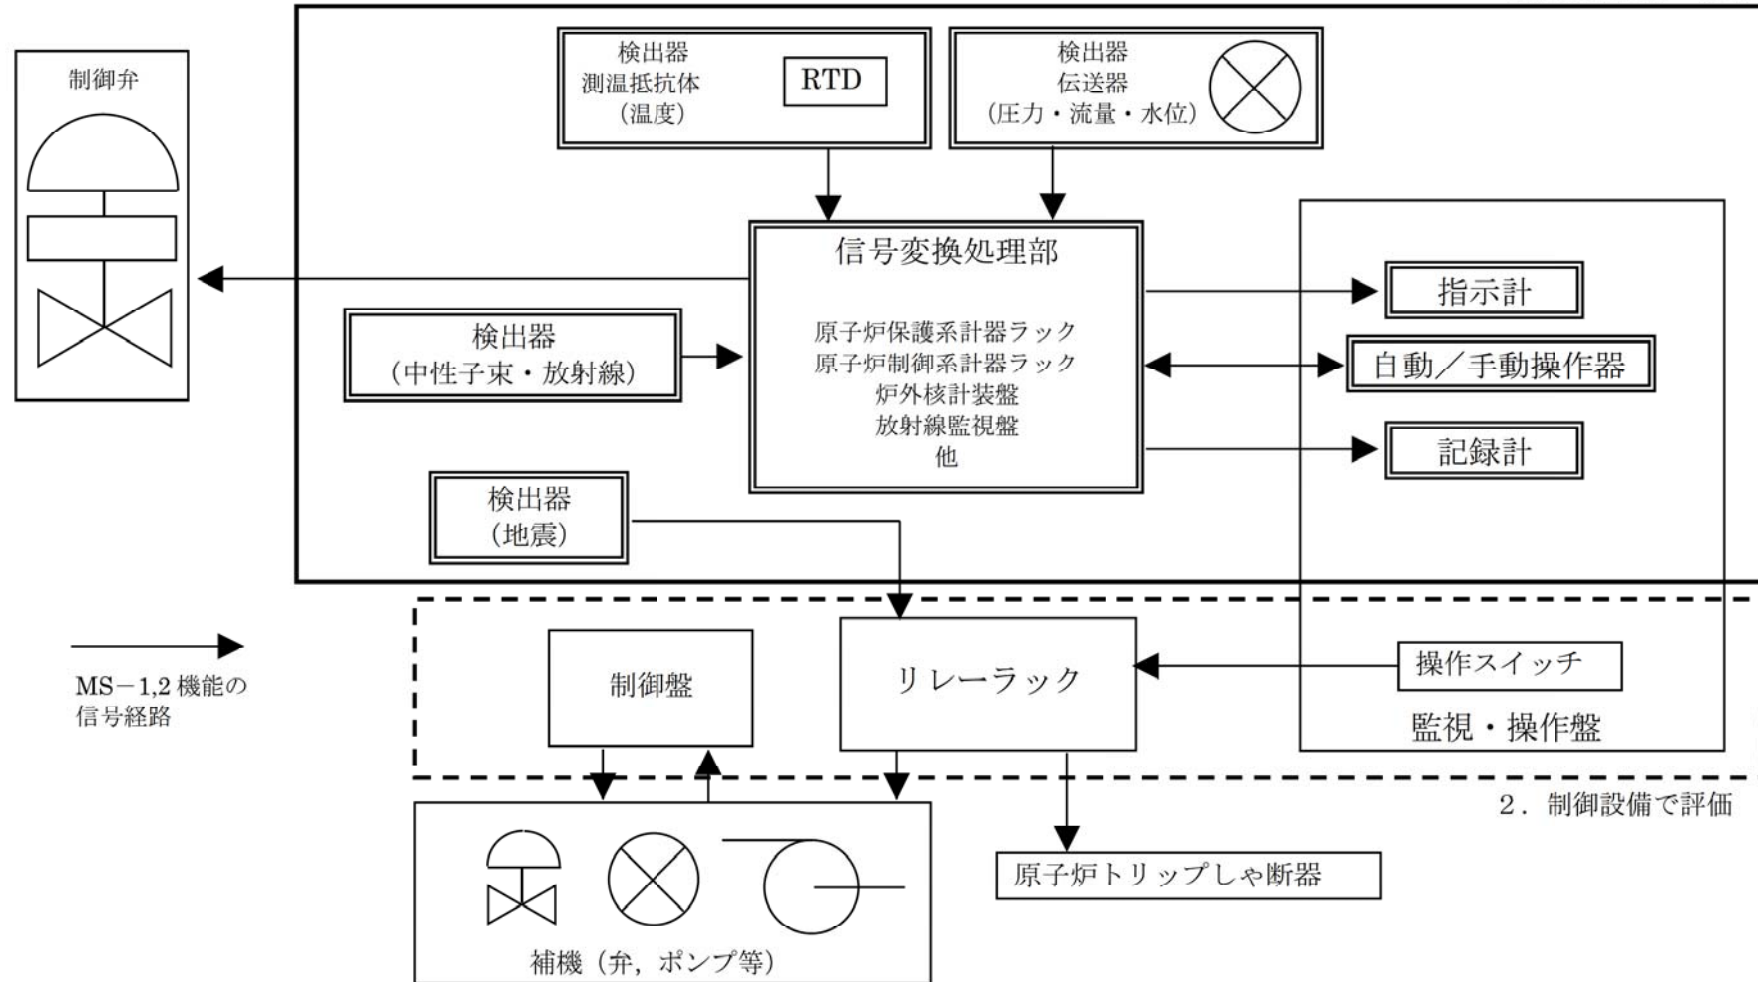 制御弁
検出器
測温抵抗体
（温度）
RTD
検出器
伝送器
（圧力・流量・水位）
信号変換処理部
原子炉保護系計器ラック
原子炉制御系計器ラック
炉外核計装盤
放射線監視盤
他
検出器
（中性子束・放射線）
検出器
（地震）
指示計
自動／手動操作器
記録計
MS－1,2 機能の
信号経路
制御盤
リレーラック
操作スイッチ
監視・操作盤
2．制御設備で評価
原子炉トリップしゃ断器
補機（弁，ポンプ等）